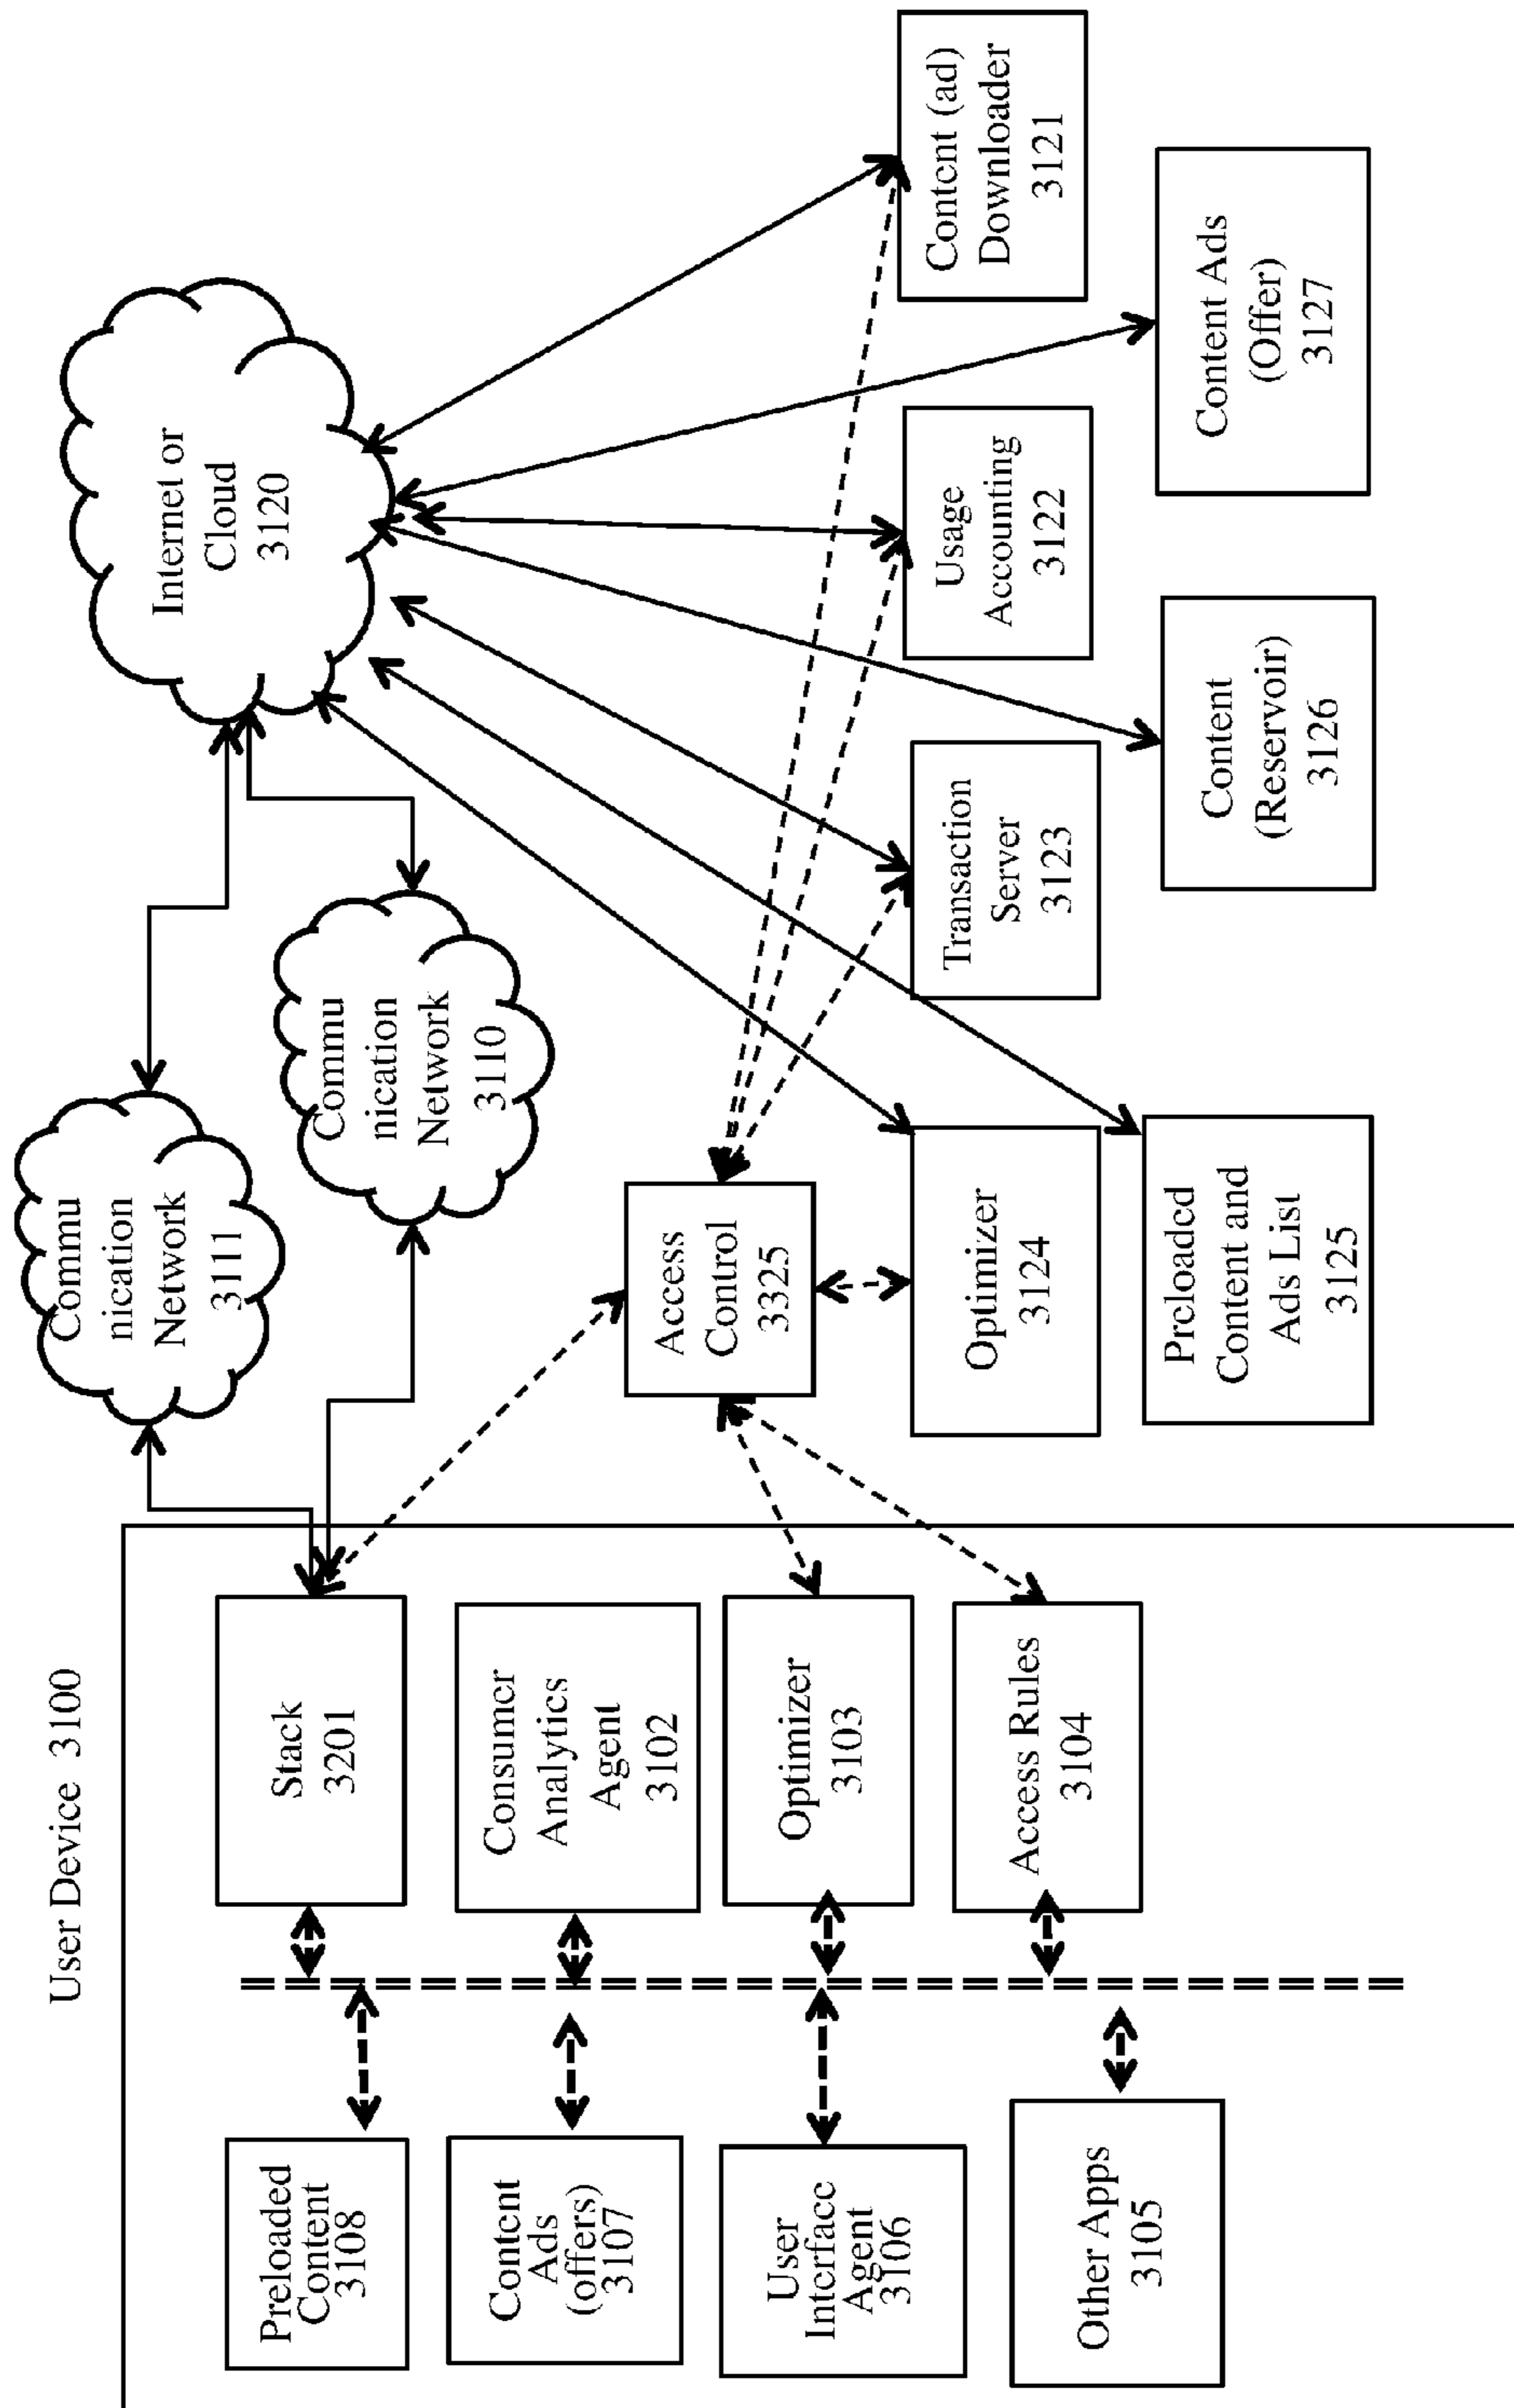 User Device 3100
Preloaded
Content
3108
Content
Ads
(offers)
3107
User
Interface
Agent
3106
Other Apps
3105
Stack
3201
Consumer
Analytics
Agent
3102
Optimizer
3103
Access Rules
3104
Commu
nication
Network
3111
Commu
nication
Network
3110
Internet or
Cloud
3120
Access
Control
3325
Optimizer
3124
Transaction
Server
3123
Usage
Accounting
3122
Content (ad)
Downloader
3121
Preloaded
Content and
Ads List
3125
Content
(Reservoir)
3126
Content Ads
(Offer)
3127